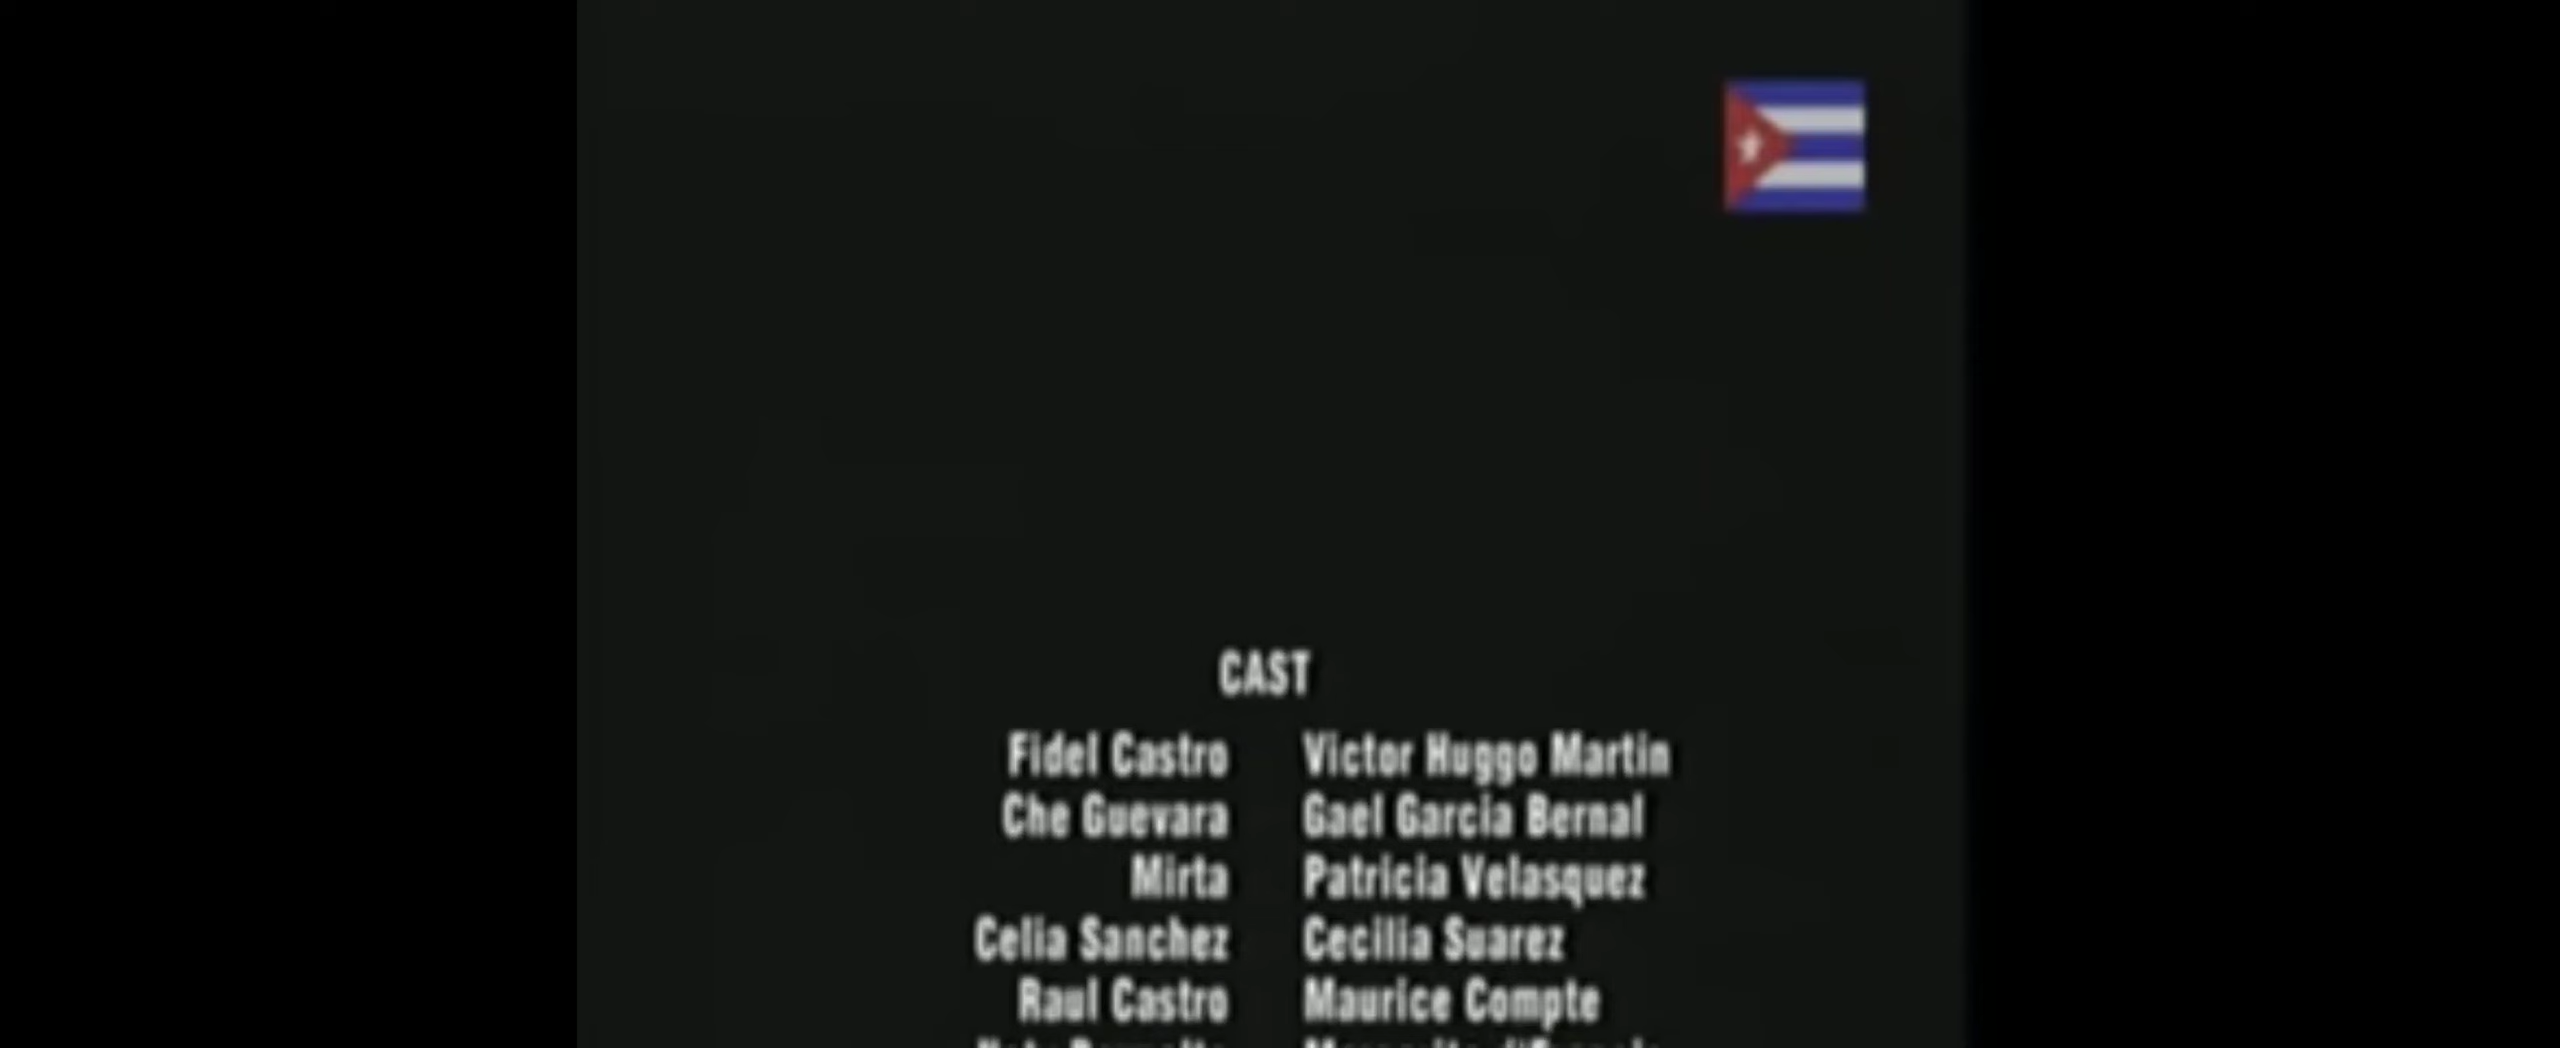 CAST
Fidel Castro Victor Huggo Martin
Che Guevara Gael Garcia Bernal
Mirta Patricia Velasquez
Celia Sanchez Cecilia Suarez
Raul Castro Maurice Compte